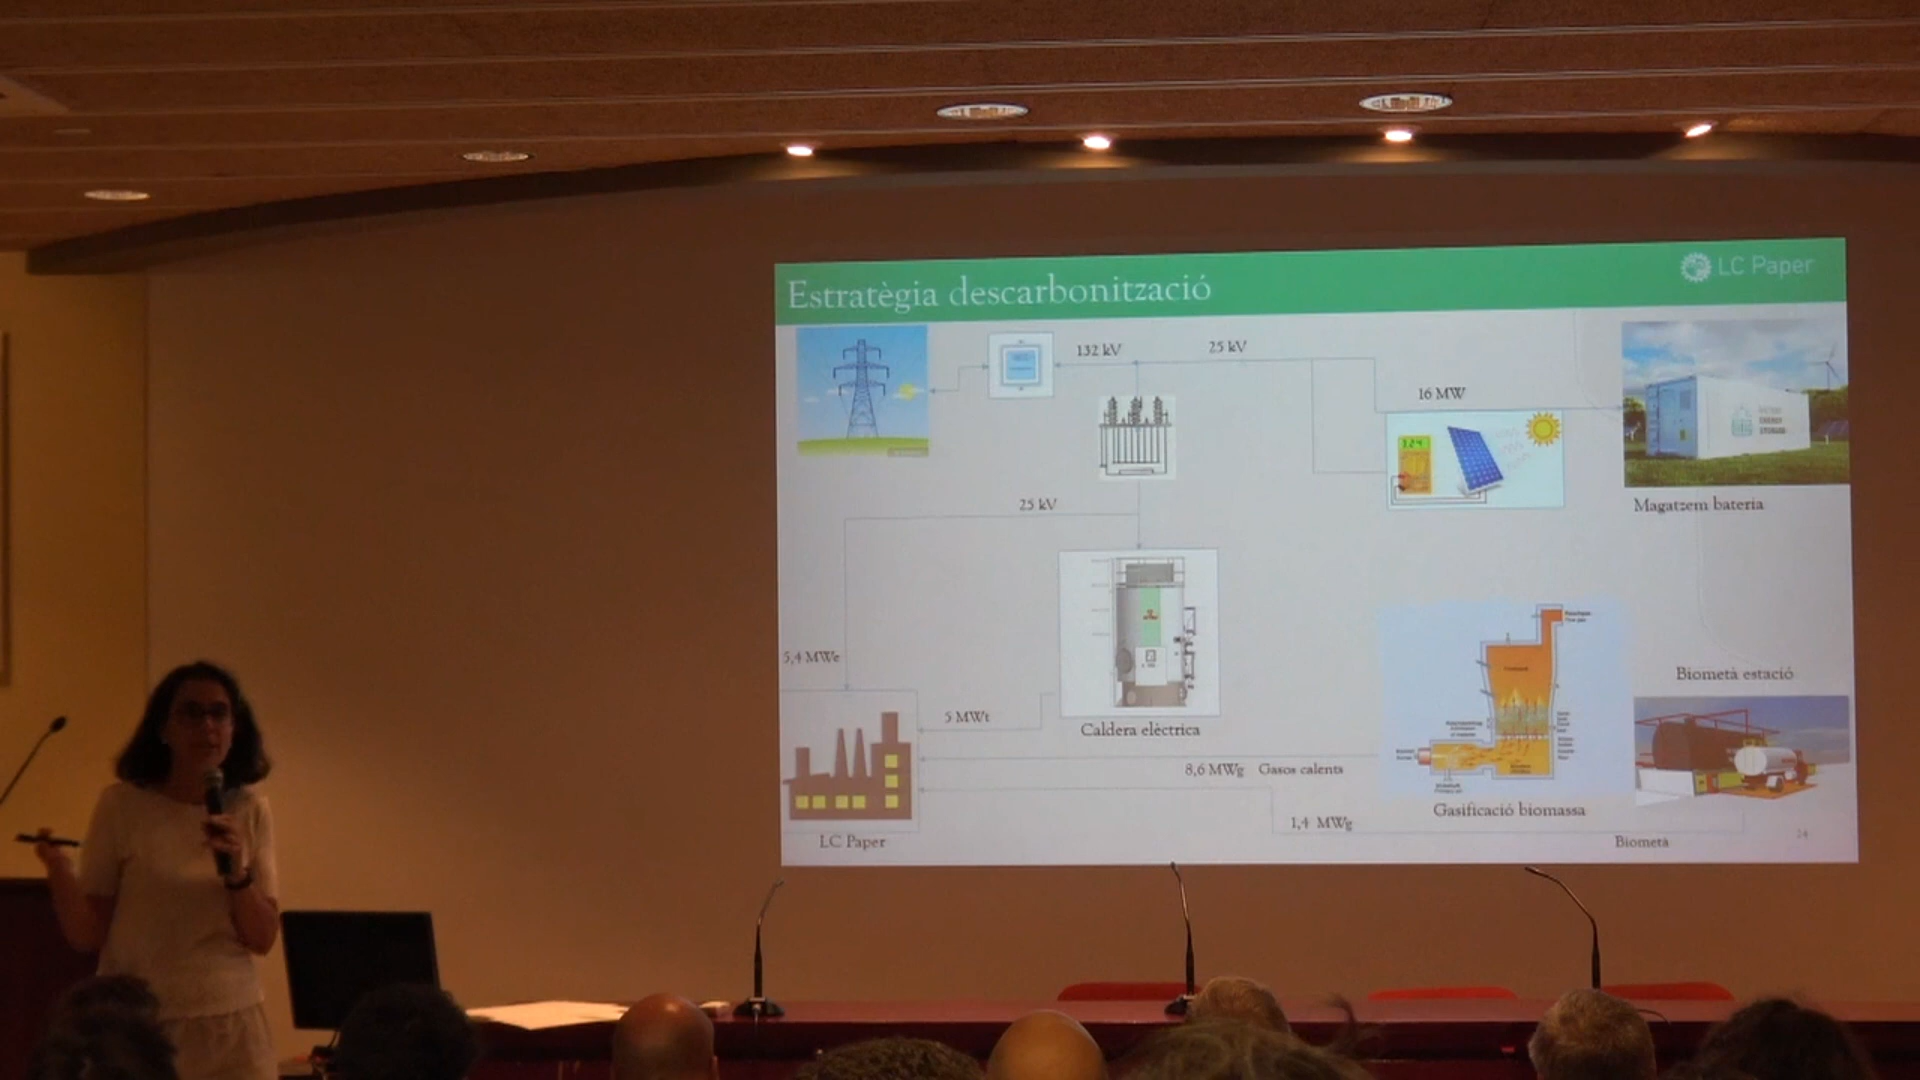 Estratègia descarbonització
LC Paper
132 kV
25 kV
16 MW
Magatzem bateria
25 kV
5,4 MWe
5 MWt
Caldera elèctrica
8,6 MWg Gasos calents
Gasificació biomassa
Biometà estació
1,4 MWg
LC Paper
Biometà
24